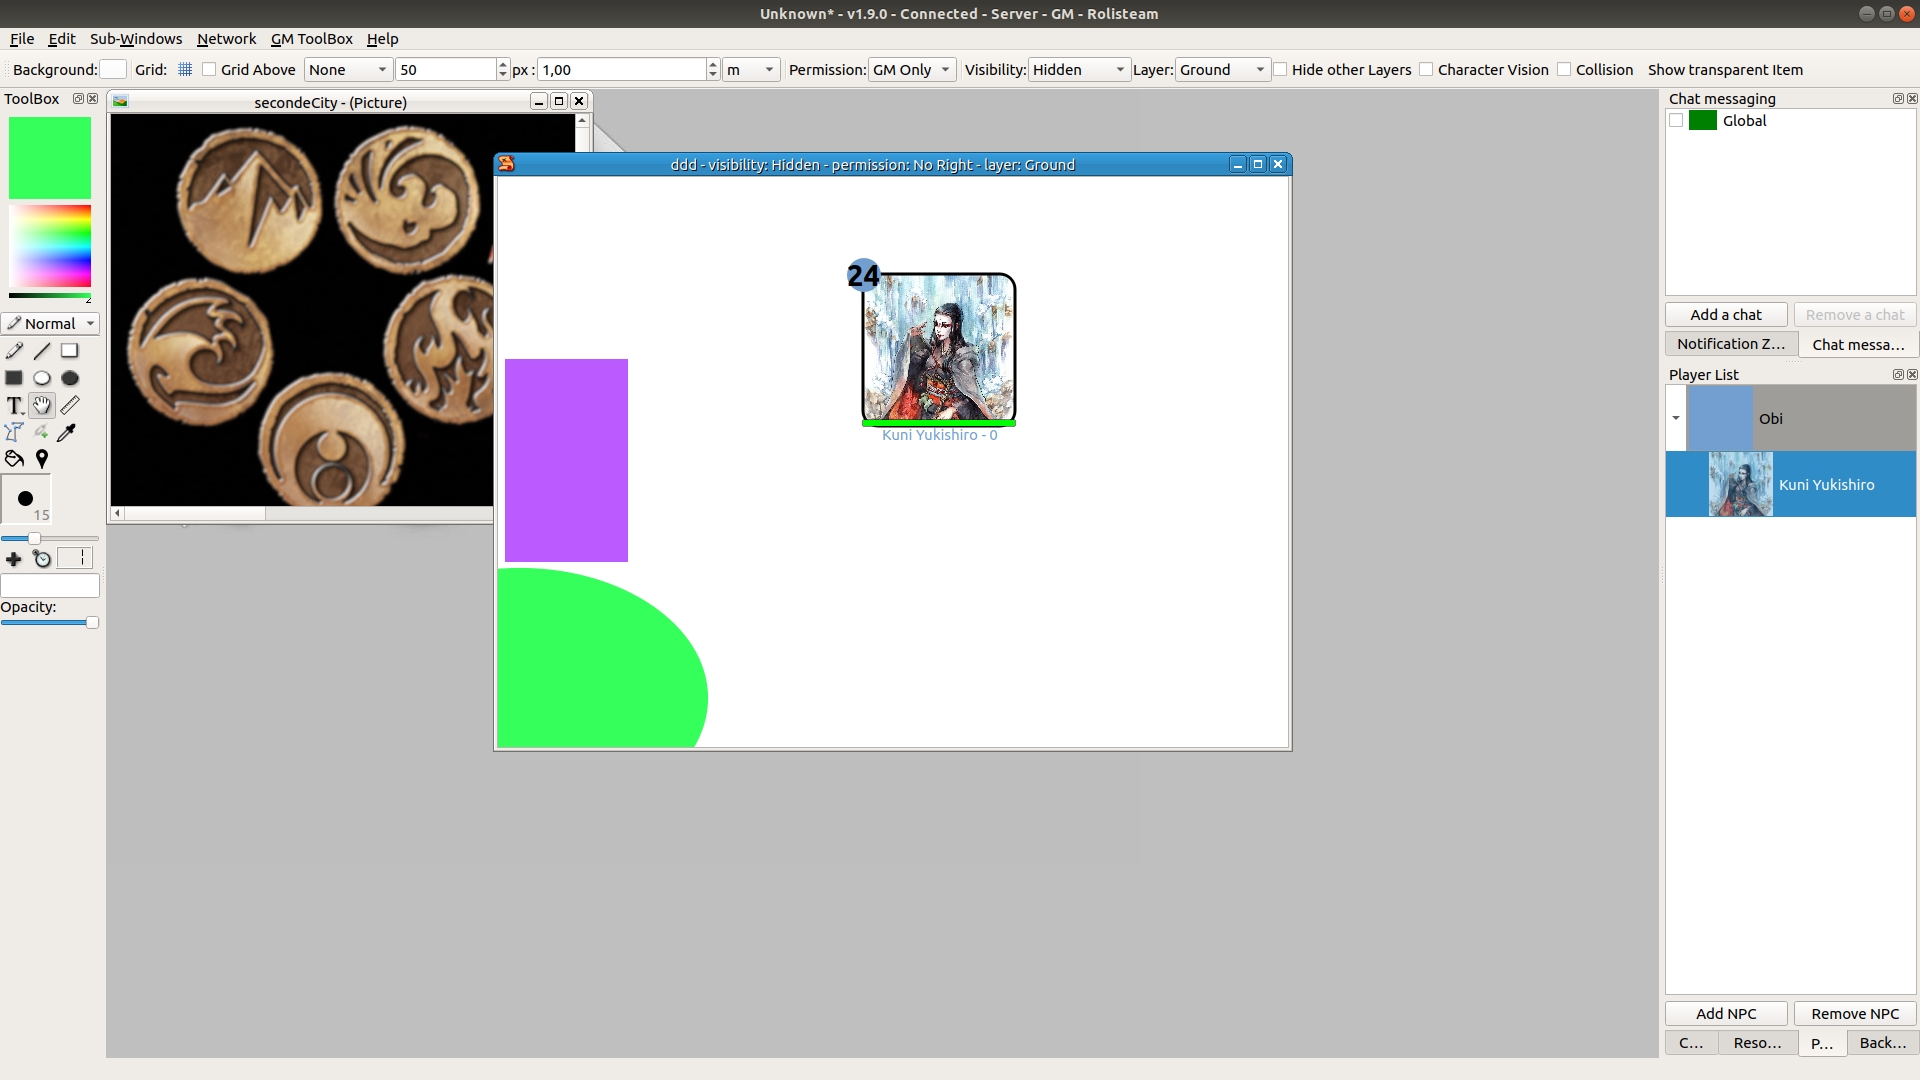 Unknown* - v1.9.0 - Connected - Server - GM - Rolisteam
File Edit Sub-Windows Network GM ToolBox Help
Background: Grid: Grid Above None 50 px : 1,00 m Permission: GM Only Visibility: Hidden Layer: Ground Hide other Layers Character Vision Collision Show transparent Item
ToolBox
secondeCity - (Picture)
Chat messaging
Global
ddd - visibility: Hidden - permission: No Right - layer: Ground
24
Kuni Yukishiro - 0
Normal
15
Opacity:
Add a chat Remove a chat
Notification Z... Chat messa...
Player List
Obi
Kuni Yukishiro
Add NPC Remove NPC
C... Reso... P... Back...